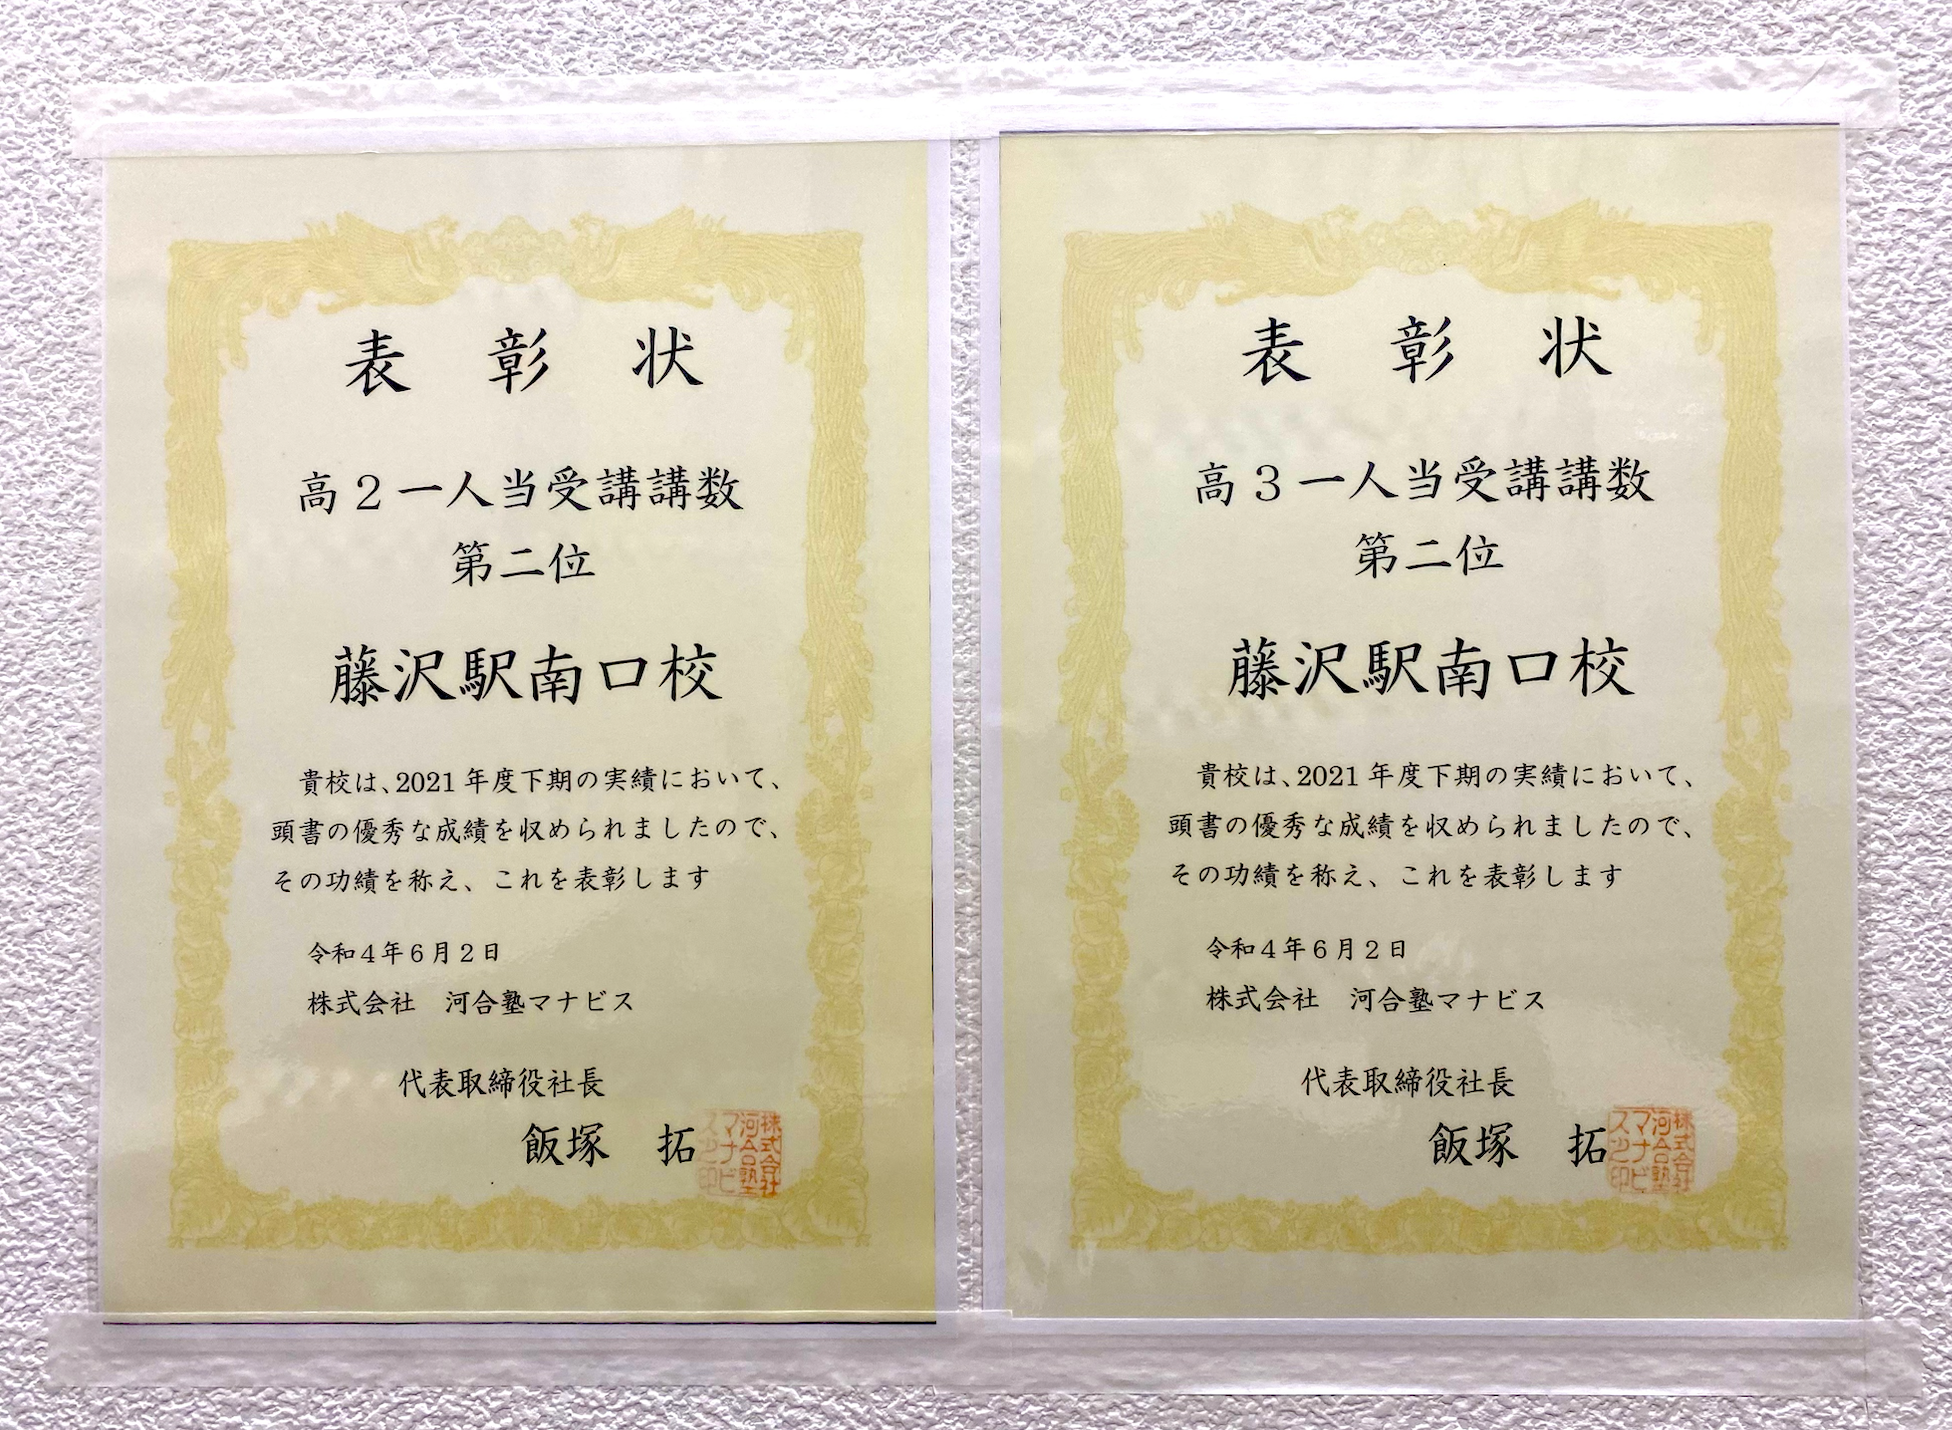 表彰状
高2一人当受講講数
第二位
藤沢駅南口校
貴校は、2021年度下期の実績において、
頭書の優秀な成績を収められましたので、
その功績を称え、これを表彰します
令和4年6月2日
株式会社　河合塾マナビス
代表取締役社長
飯塚　拓
株式会社
河合塾
マナビ
ス之印
表彰状
高3一人当受講講数
第二位
藤沢駅南口校
貴校は、2021年度下期の実績において、
頭書の優秀な成績を収められましたので、
その功績を称え、これを表彰します
令和4年6月2日
株式会社　河合塾マナビス
代表取締役社長
飯塚　拓
株式会社
河合塾
マナビ
ス之印